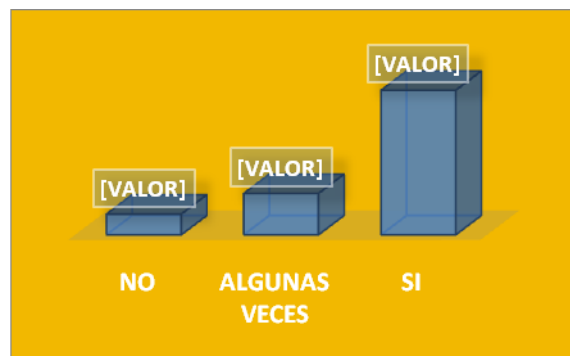 [VALOR]
[VALOR]
[VALOR]
NO
ALGUNAS
VECES
SI